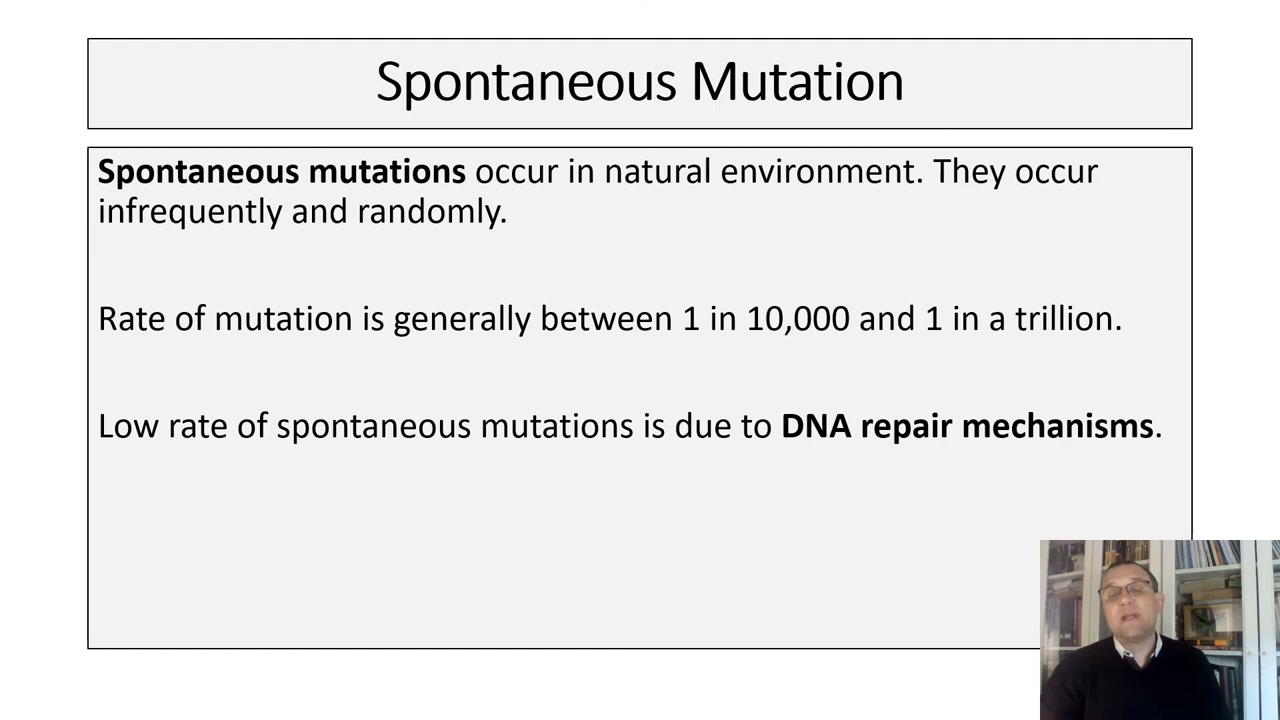 Spontaneous Mutation
Spontaneous mutations occur in natural environment. They occur
infrequently and randomly.
Rate of mutation is generally between 1 in 10,000 and 1 in a trillion.
Low rate of spontaneous mutations is due to DNA repair mechanisms.